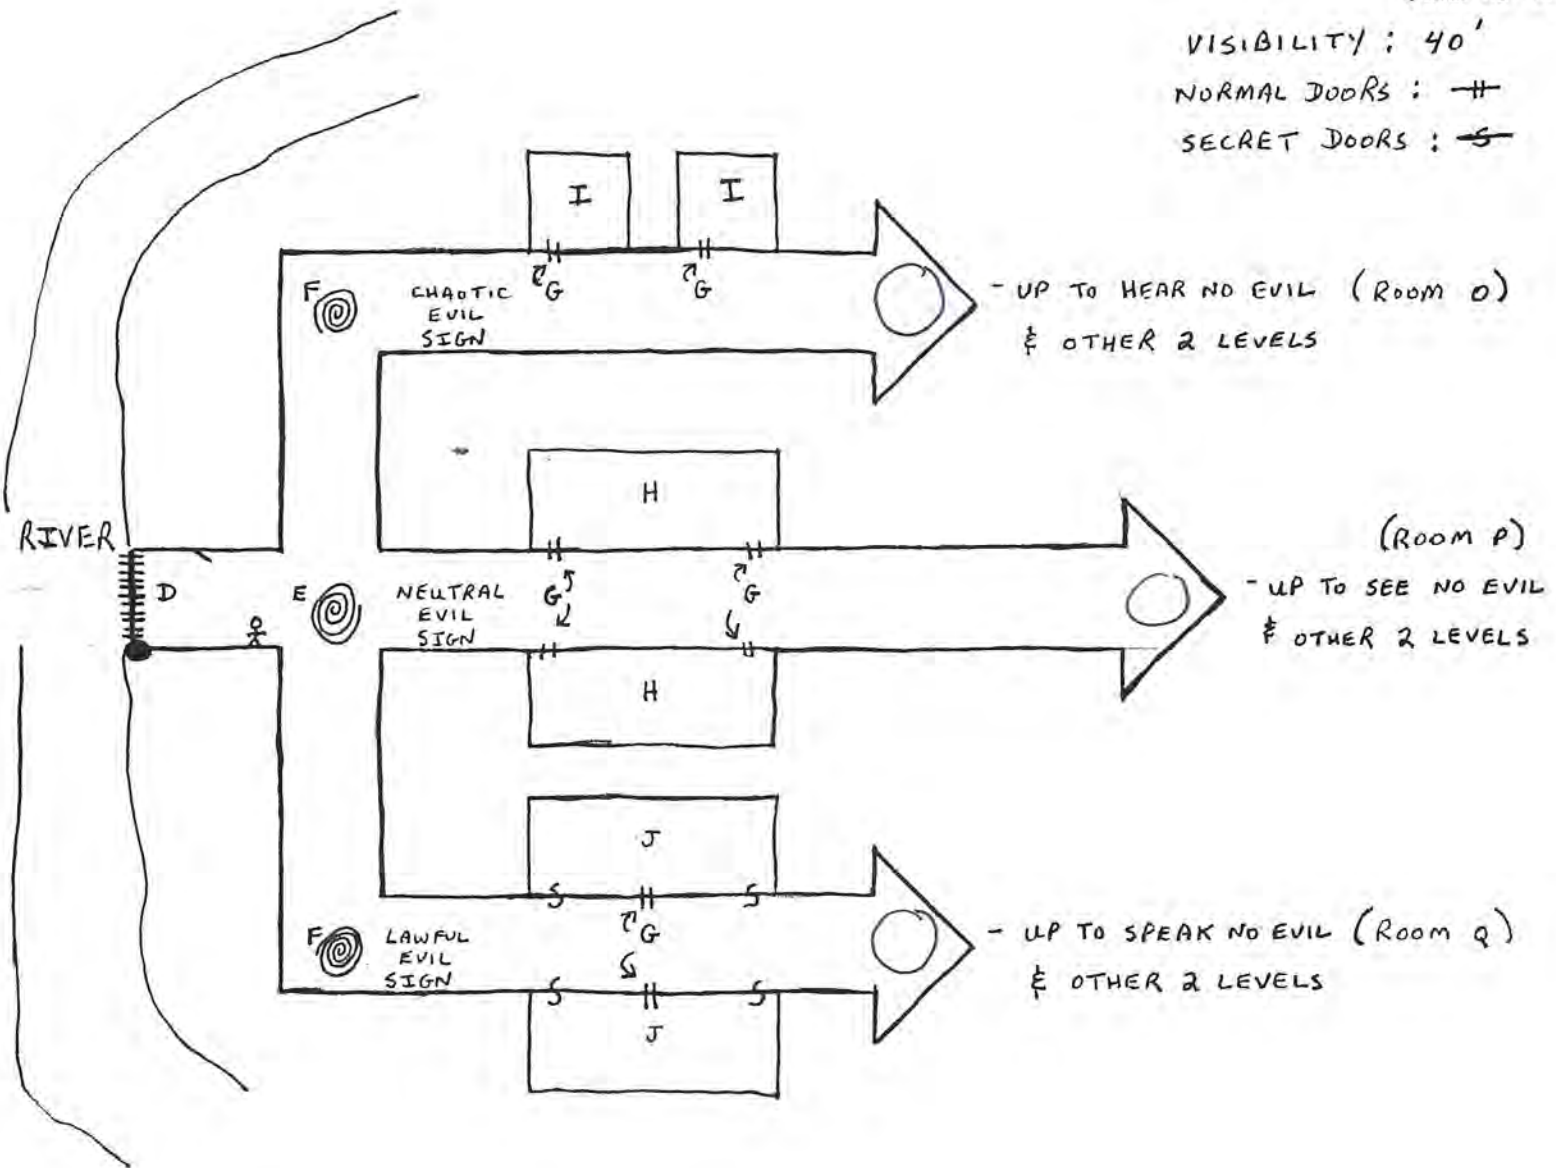 VISIBILITY : 40'
NORMAL DOORS :
SECRET DOORS : S
I
I
G
G
F
CHAOTIC
EVIL
SIGN
- UP TO HEAR NO EVIL (ROOM O)
& OTHER 2 LEVELS
H
RIVER
D
E
NEUTRAL
EVIL
SIGN
G
G
(ROOM P)
- UP TO SEE NO EVIL
& OTHER 2 LEVELS
H
J
S
S
G
F
LAWFUL
EVIL
SIGN
- UP TO SPEAK NO EVIL (ROOM Q)
& OTHER 2 LEVELS
S
S
J